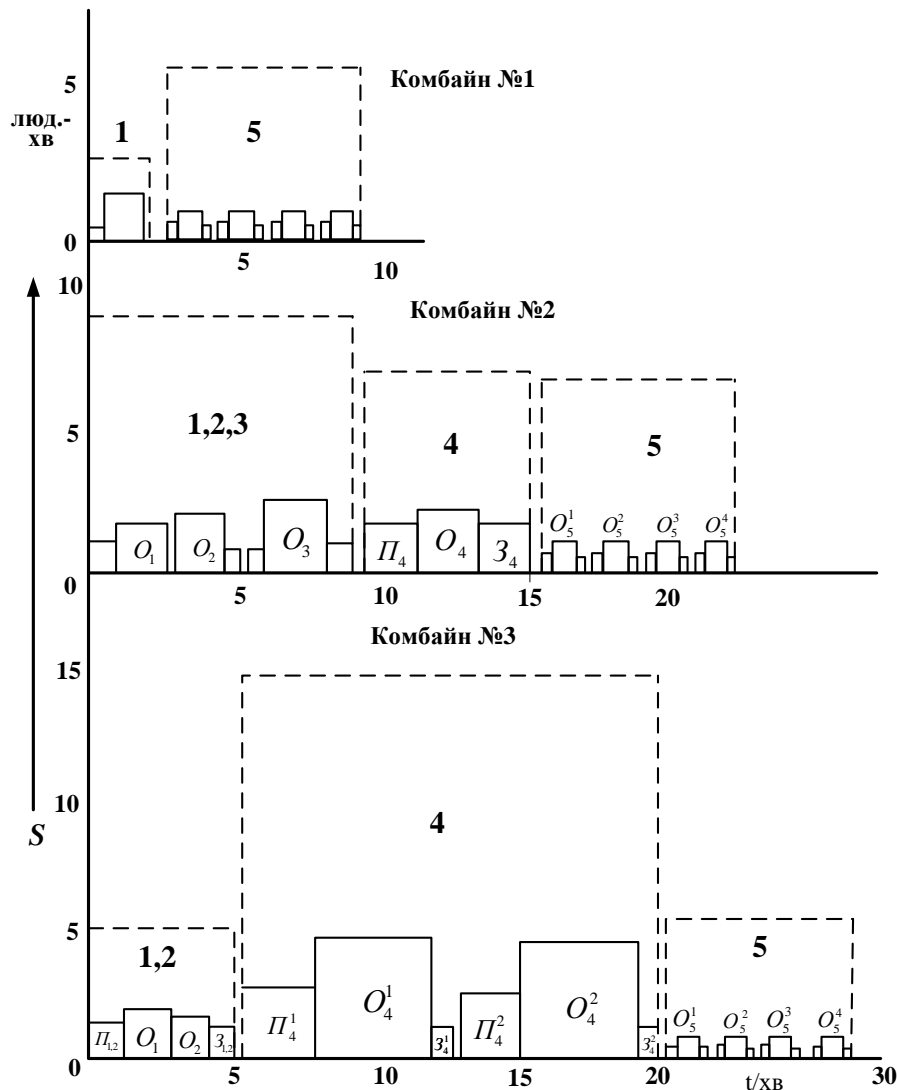 5
Комбайн №1
люд.-
хв
1
5
0
5
10
10
Комбайн №2
5
1,2,3
4
5
O₁
O₂
O₃
П₄
O₄
З₄
O₅¹
O₅²
O₅³
O₅⁴
0
5
10
15
20
Комбайн №3
15
10
S
4
5
1,2
5
П₁,₂
O₁
O₂
З₁,₂
П₄¹
O₄¹
З₄¹
П₄²
O₄²
З₄²
O₅¹
O₅²
O₅³
O₅⁴
0
5
10
15
20
t/хв
30